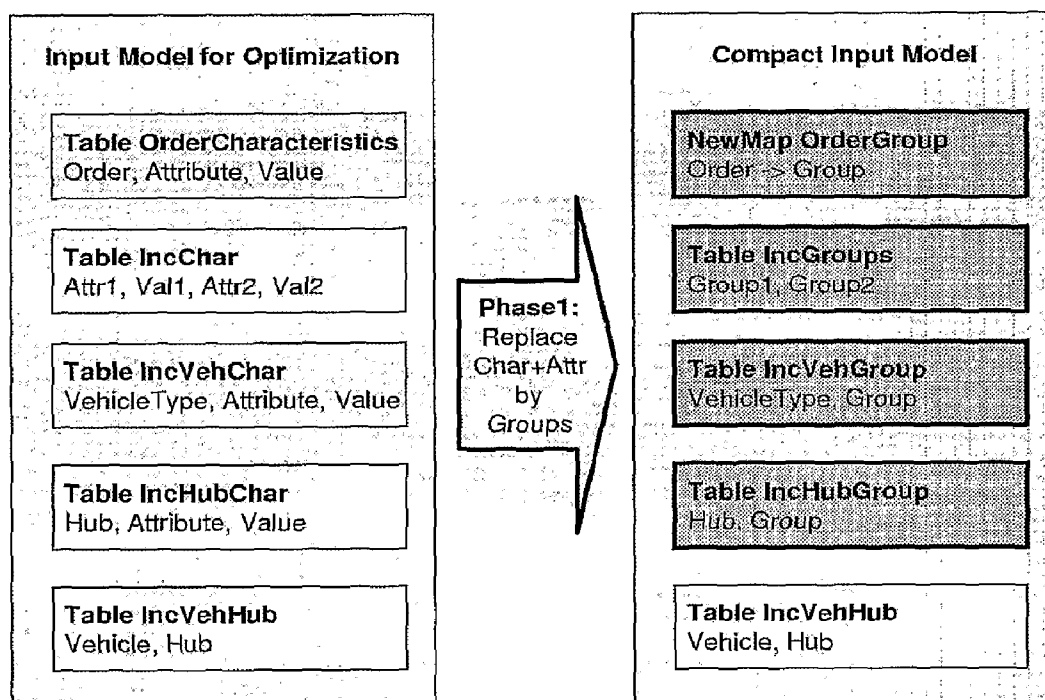 Input Model for Optimization
Table OrderCharacteristics
Order, Attribute, Value
Table IncChar
Attr1, Val1, Attr2, Val2
Table IncVehChar
VehicleType, Attribute, Value
Table IncHubChar
Hub, Attribute, Value
Table IncVehHub
Vehicle, Hub
Phase1:
Replace
Char+Attr
by
Groups
Compact Input Model
NewMap OrderGroup
Order -> Group
Table IncGroups
Group1, Group2
Table IncVehGroup
VehicleType, Group
Table IncHubGroup
Hub, Group
Table IncVehHub
Vehicle, Hub